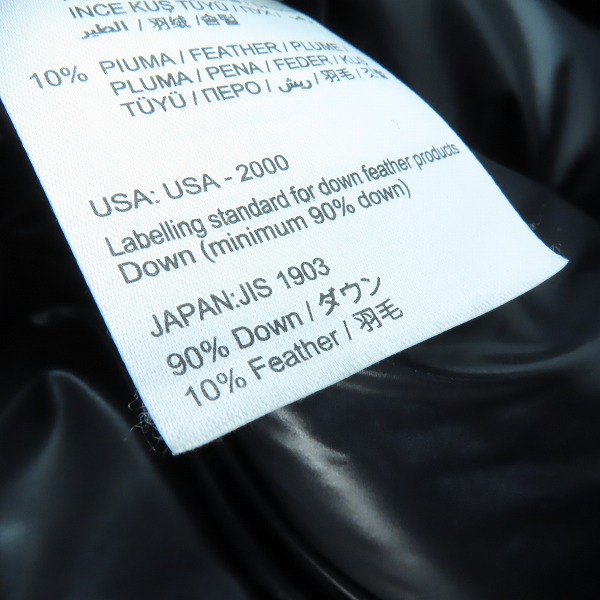 INCE KUŞ TÜYÜ
الطير / 羽绒 / 솜털
10% PIUMA / FEATHER / PLUME /
PLUMA / PENA / FEDER / KUŞ
TÜYÜ / ПЕРО / ريش / 羽毛 /
USA: USA - 2000
Labelling standard for down feather products
Down (minimum 90% down)
JAPAN:JIS 1903
90% Down / ダウン
10% Feather / 羽毛